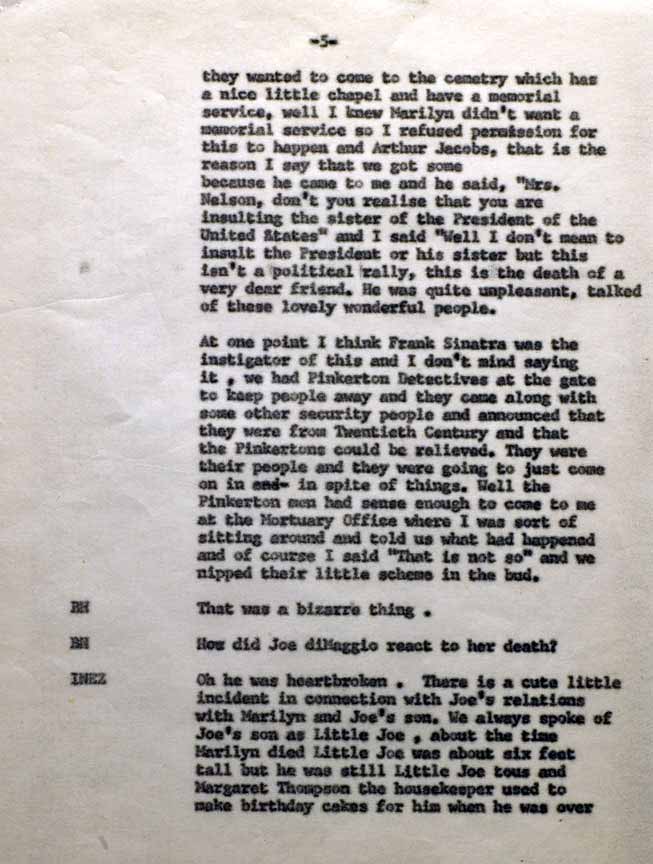 -5-
they wanted to come to the cemetry which has
a nice little chapel and have a memorial
service, well I knew Marilyn didn't want a
memorial service so I refused permission for
this to happen and Arthur Jacobs, that is the
reason I say that we got some
because he came to me and he said, "Mrs.
Nelson, don't you realise that you are
insulting the sister of the President of the
United States" and I said "Well I don't mean to
insult the President or his sister but this
isn't a political rally, this is the death of a
very dear friend. He was quite unpleasant, talked
of these lovely wonderful people.
At one point I think Frank Sinatra was the
instigator of this and I don't mind saying
it , we had Pinkerton Detectives at the gate
to keep people away and they came along with
some other security people and announced that
they were from Twentieth Century and that
the Pinkertons could be relieved. They were
their people and they were going to just come
on in and- in spite of things. Well the
Pinkerton men had sense enough to come to me
at the Mortuary Office where I was sort of
sitting around and told us what had happened
and of course I said "That is not so" and we
nipped their little scheme in the bud.
BH That was a bizarre thing .
BH How did Joe diMaggio react to her death?
INEZ Oh he was heartbroken . There is a cute little
incident in connection with Joe's relations
with Marilyn and Joe's son. We always spoke of
Joe's son as Little Joe , about the time
Marilyn died Little Joe was about six feet
tall but he was still Little Joe tous and
Margaret Thompson the housekeeper used to
make birthday cakes for him when he was over